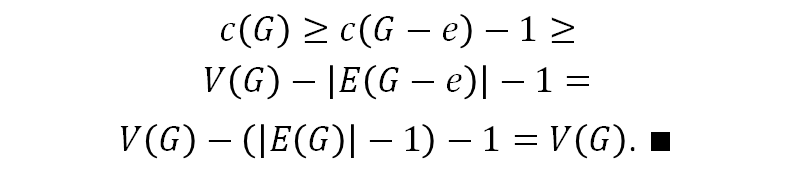 c(G) ≥ c(G − e) − 1 ≥
V(G) − |E(G − e)| − 1 =
V(G) − (|E(G)| − 1) − 1 = V(G). ■